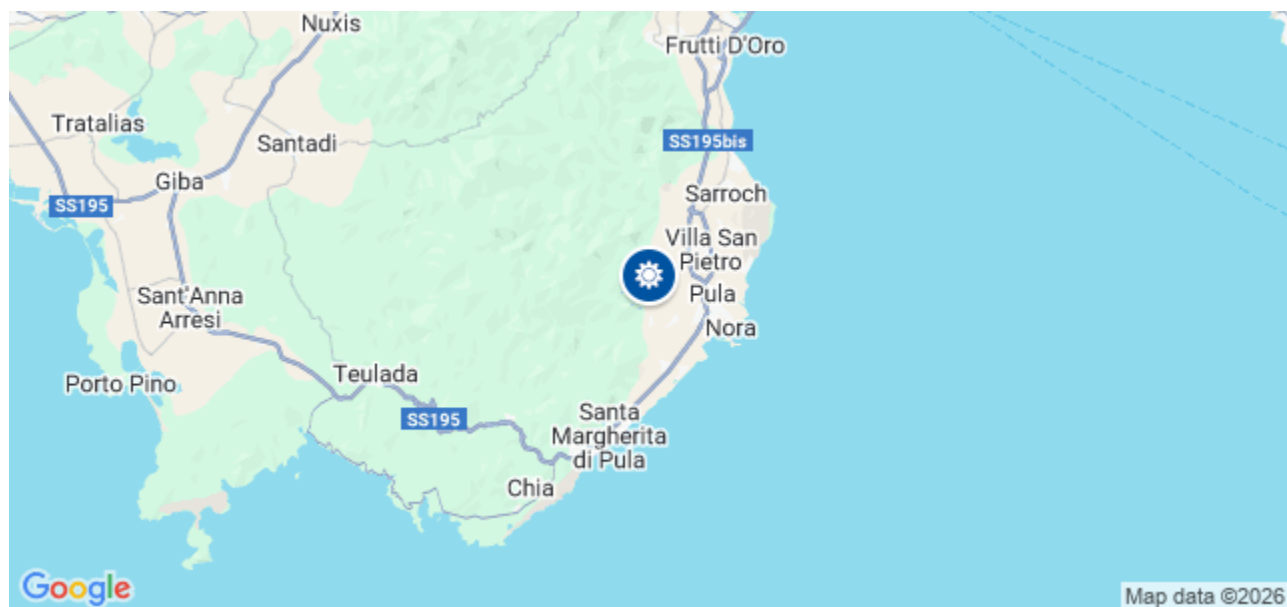 Nuxis
Frutti D'Oro
Tratalias
Santadi
SS195bis
Giba
SS195
Sarroch
Villa San
Pietro
Sant'Anna
Arresi
Pula
Nora
Teulada
Porto Pino
SS195
Santa
Margherita
di Pula
Chia
Google
Map data ©2026